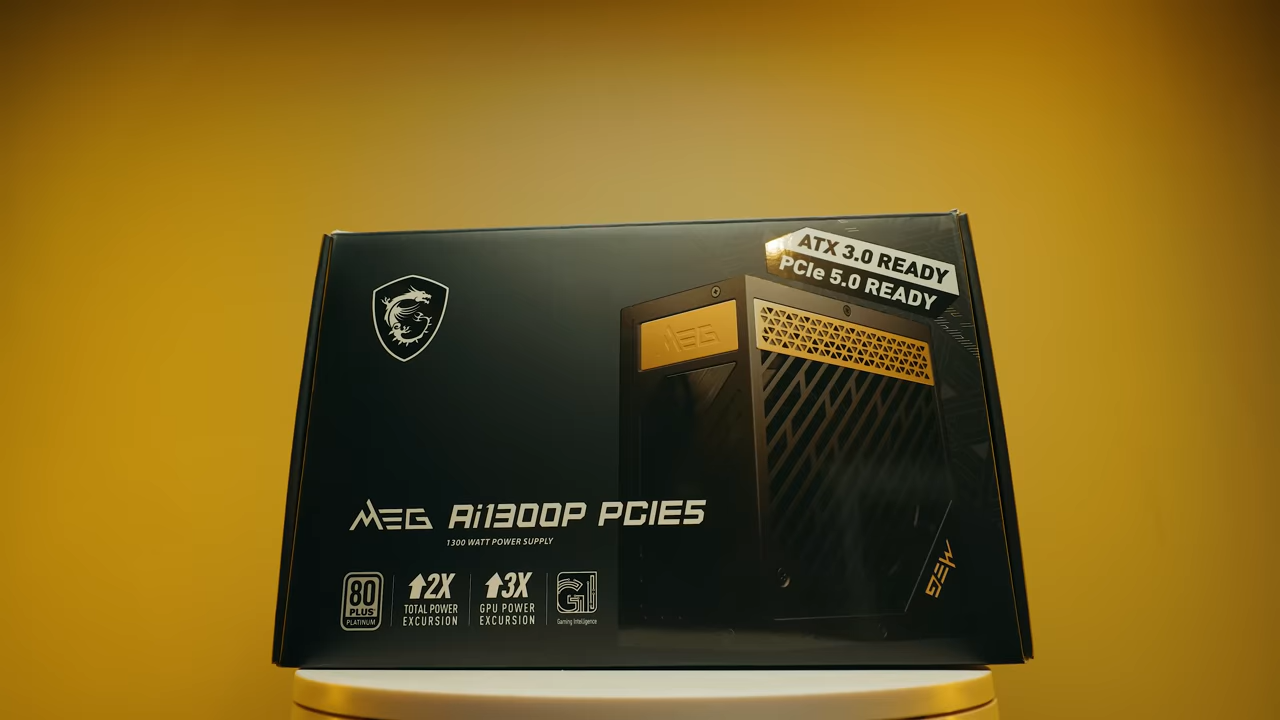 ATX 3.0 READY
PCIe 5.0 READY
MEG
MEG Ai1300P PCIE5
1300 WATT POWER SUPPLY
MEG
80
PLUS
PLATINUM
2X
TOTAL POWER
EXCURSION
3X
GPU POWER
EXCURSION
GI
Gaming Intelligence